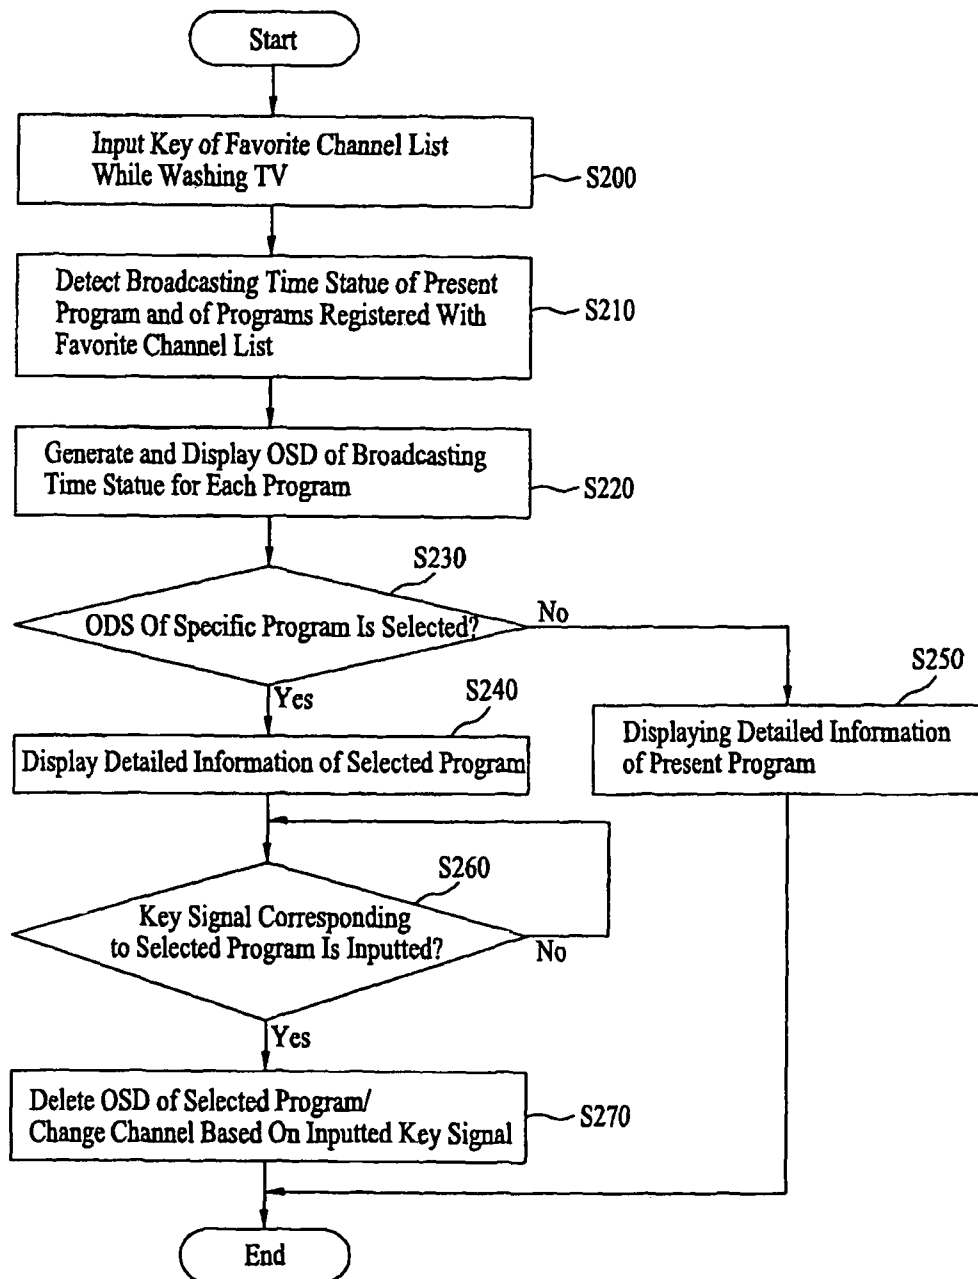 Start
Input Key of Favorite Channel List
While Washing TV
S200
Detect Broadcasting Time Statue of Present
Program and of Programs Registered With
Favorite Channel List
S210
Generate and Display OSD of Broadcasting
Time Statue for Each Program
S220
S230
ODS Of Specific Program Is Selected?
No
Yes
S240
S250
Display Detailed Information of Selected Program
Displaying Detailed Information
of Present Program
S260
Key Signal Corresponding
to Selected Program Is Inputted?
No
Yes
Delete OSD of Selected Program/
Change Channel Based On Inputted Key Signal
S270
End